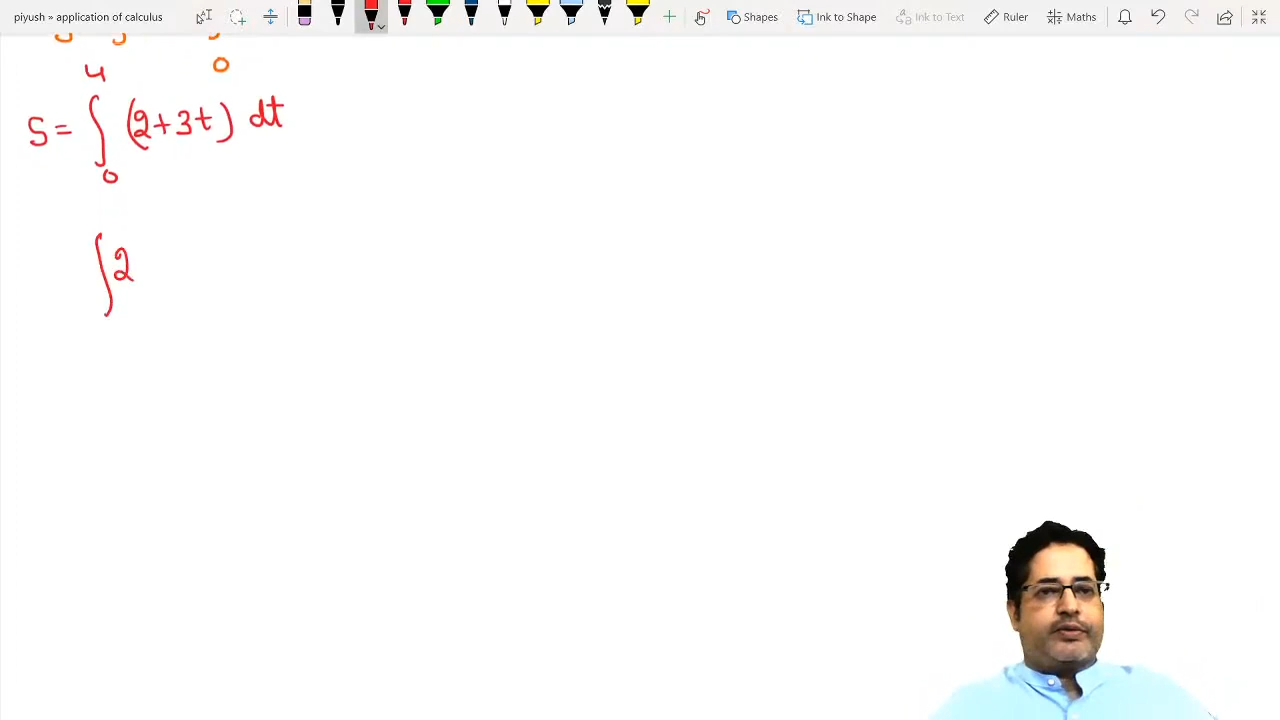 piyush » application of calculus
Shapes
Ink to Shape
Ink to Text
Ruler
Math
4
0
S = ∫ (2+3t) dt
0
∫ 2